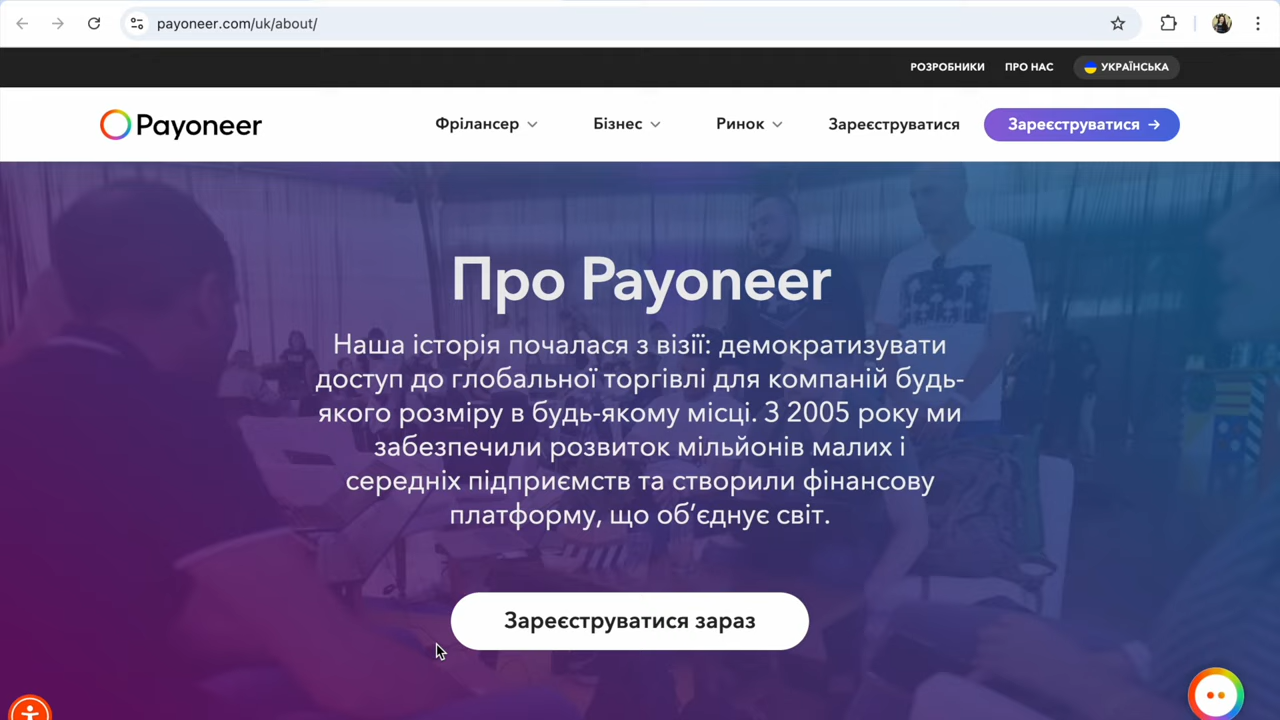 payoneer.com/uk/about/
РОЗРОБНИКИ ПРО НАС УКРАЇНСЬКА
Payoneer Фрілансер Бізнес Ринок Зареєструватися Зареєструватися →
Про Payoneer
Наша історія почалася з візії: демократизувати
доступ до глобальної торгівлі для компаній будь-
якого розміру в будь-якому місці. З 2005 року ми
забезпечили розвиток мільйонів малих і
середніх підприємств та створили фінансову
платформу, що об’єднує світ.
Зареєструватися зараз